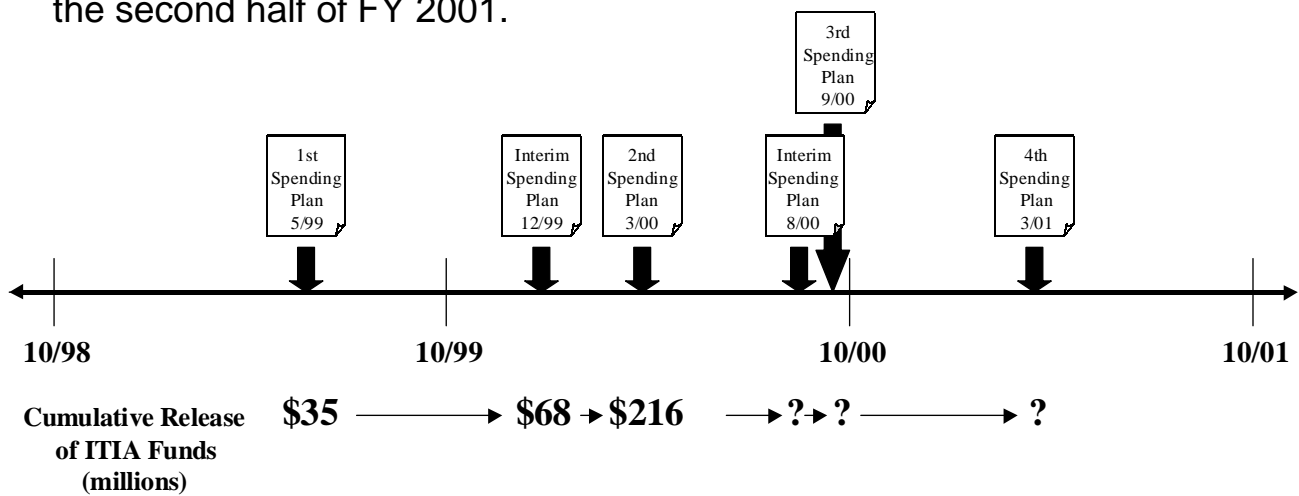 the second half of FY 2001.
3rd
Spending
Plan
9/00
1st
Spending
Plan
5/99
Interim
Spending
Plan
12/99
2nd
Spending
Plan
3/00
Interim
Spending
Plan
8/00
4th
Spending
Plan
3/01
10/98
10/99
10/00
10/01
Cumulative Release
of ITIA Funds
(millions)
$35
$68
$216
?
?
?